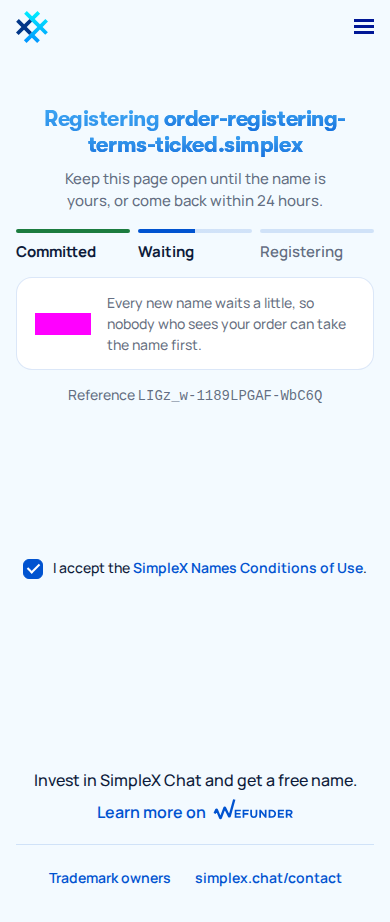 Registering order-registering-
terms-ticked.simplex
Keep this page open until the name is
yours, or come back within 24 hours.
Committed
Waiting
Registering
Every new name waits a little, so
nobody who sees your order can take
the name first.
Reference LIGz_w-1189LPGAF-WbC6Q
I accept the SimpleX Names Conditions of Use.
Invest in SimpleX Chat and get a free name.
Learn more on WEFUNDER
Trademark owners
simplex.chat/contact